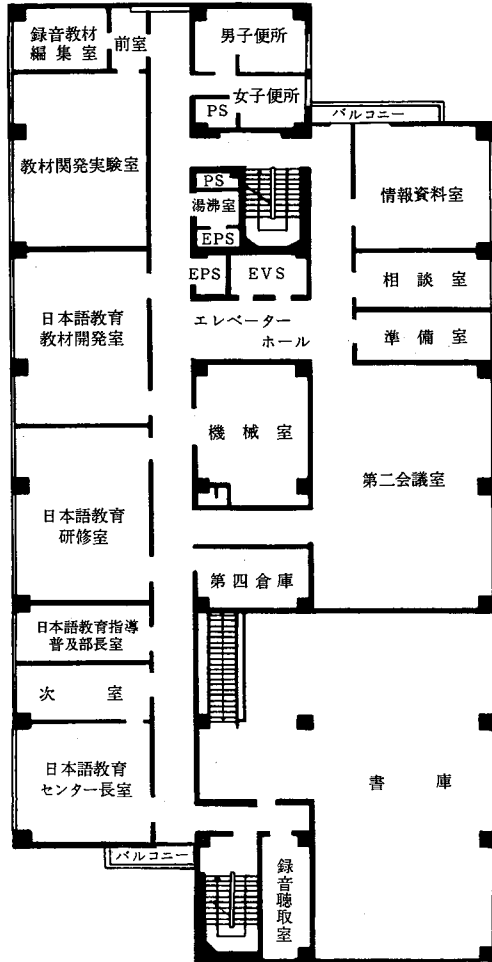 録音教材
編集室
前室
男子便所
女子便所
PS
バルコニー
教材関発実験室
情報資料室
PS
湯沸室
EPS
EPS
EVS
相談室
エレベーター
ホール
準備室
日本語教育
教材開発室
機械室
第二会議室
日本語教育
研修室
第四倉庫
日本語教育指導
普及部長室
次室
日本語教育
センター長室
書庫
バルコニー
録音聴取室